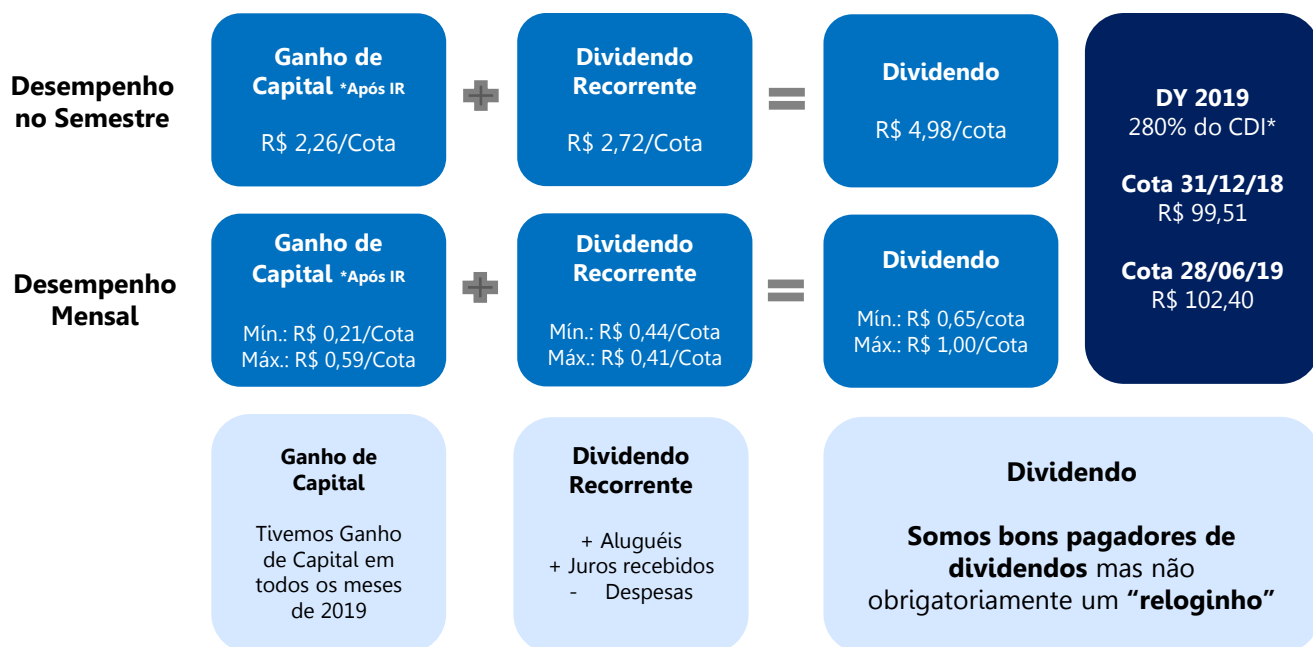 Desempenho
no Semestre
Ganho de
Capital *Após IR
R$ 2,26/Cota
Dividendo
Recorrente
R$ 2,72/Cota
Dividendo
R$ 4,98/cota
DY 2019
280% do CDI*
Cota 31/12/18
R$ 99,51
Cota 28/06/19
R$ 102,40
Desempenho
Mensal
Ganho de
Capital *Após IR
Mín.: R$ 0,21/Cota
Máx.: R$ 0,59/Cota
Dividendo
Recorrente
Mín.: R$ 0,44/Cota
Máx.: R$ 0,41/Cota
Dividendo
Mín.: R$ 0,65/cota
Máx.: R$ 1,00/Cota
Ganho de
Capital
Tivemos Ganho
de Capital em
todos os meses
de 2019
Dividendo
Recorrente
+ Aluguéis
+ Juros recebidos
- Despesas
Dividendo
Somos bons pagadores de
dividendos mas não
obrigatoriamente um “reloginho”